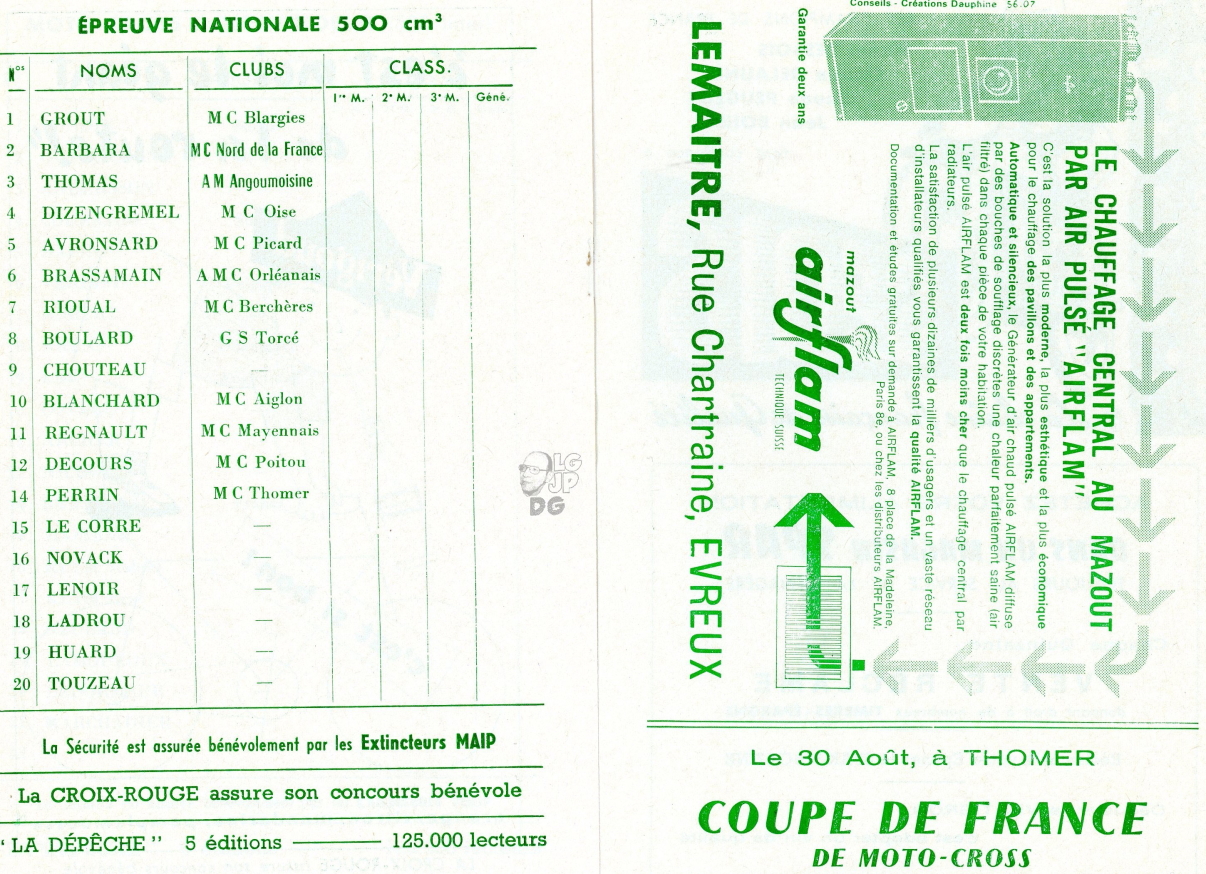 ÉPREUVE NATIONALE 500 cm³
Nos NOMS CLUBS CLASS.
1re M. 2e M. 3e M. Géné.
1 GROUT M C Blargies
2 BARBARA M C Nord de la France
3 THOMAS A M Angoumoisine
4 DIZENGREMEL M C Oise
5 AVRONSARD M C Picard
6 BRASSAMAIN A M C Orléanais
7 RIOUAL M C Berchères
8 BOULARD G S Torcé
9 CHOUTEAU —
10 BLANCHARD M C Aiglon
11 REGNAULT M C Mayennais
12 DECOURS M C Poitou
14 PERRIN M C Thomer
15 LE CORRE —
16 NOVACK —
17 LENOIR —
18 LADROU —
19 HUARD —
20 TOUZEAU —
La Sécurité est assurée bénévolement par les Extincteurs MAIP
La CROIX-ROUGE assure son concours bénévole
" LA DÉPÊCHE " 5 éditions ——— 125.000 lecteurs
LG
JP
DG
Conseils - Créations Dauphine 56.07
LE CHAUFFAGE CENTRAL AU MAZOUT
PAR AIR PULSÉ "AIRFLAM"
C'est la solution la plus moderne, la plus esthétique et la plus économique
pour le chauffage des pavillons et des appartements.
Automatique et silencieux, le Générateur d'air chaud pulsé AIRFLAM diffuse
par des bouches de soufflage discrètes une chaleur parfaitement saine (air
filtré) dans chaque pièce de votre habitation.
L'air pulsé AIRFLAM est deux fois moins cher que le chauffage central par
radiateurs.
La satisfaction de plusieurs dizaines de milliers d'usagers et un vaste réseau
d'installateurs qualifiés vous garantissent la qualité AIRFLAM.
Documentation et études gratuites sur demande à AIRFLAM, 8 place de la Madeleine,
Paris 8e, ou chez les distributeurs AIRFLAM.
mazout
airflam
TECHNIQUE SUISSE
Garantie deux ans
LEMAITRE, Rue Chartraine, EVREUX
Le 30 Août, à THOMER
COUPE DE FRANCE
DE MOTO-CROSS